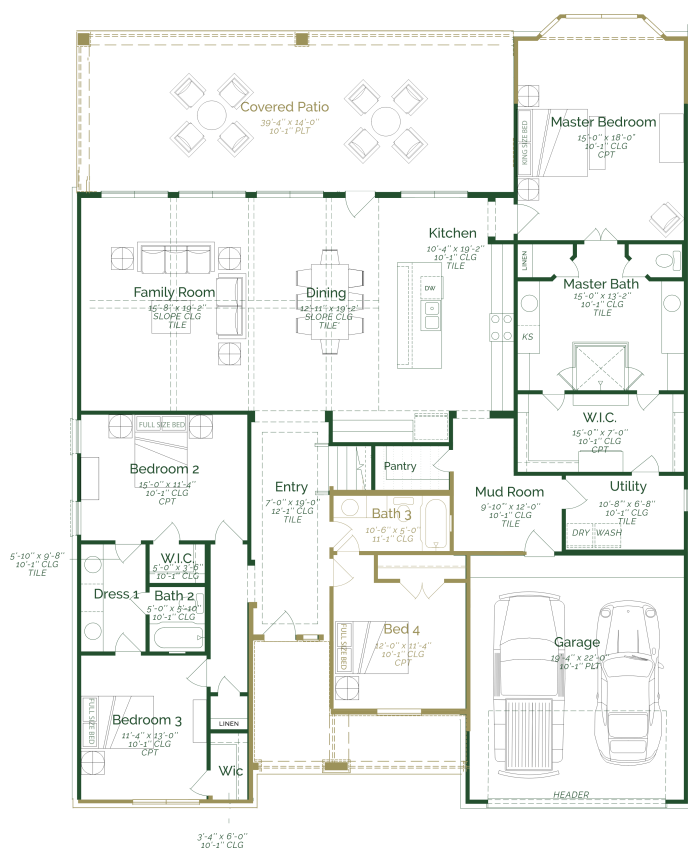 Covered Patio
39'-4" x 14'-0"
10'-1" PLT
Master Bedroom
15'-0" x 18'-0"
10'-1" CLG
CPT
KING SIZE BED
Kitchen
10'-4" x 19'-2"
10'-1" CLG
TILE
LINEN
Family Room
15'-8" x 19'-2"
SLOPE CLG
TILE
Dining
12'-11" x 19'-2"
SLOPE CLG
TILE
DW
Master Bath
15'-0" x 13'-2"
10'-1" CLG
TILE
KS
W.I.C.
15'-0" x 7'-0"
10'-1" CLG
CPT
FULL SIZE BED
Bedroom 2
15'-0" x 11'-4"
10'-1" CLG
CPT
Entry
7'-0" x 19'-0"
12'-1" CLG
TILE
Pantry
Mud Room
9'-10" x 12'-0"
10'-1" CLG
TILE
Utility
10'-8" x 6'-8"
10'-1" CLG
TILE
DRY WASH
Bath 3
10'-6" x 5'-0"
11'-1" CLG
5'-10" x 9'-8"
10'-1" CLG
TILE
Dress 1
W.I.C.
5'-0" x 3'-6"
10'-1" CLG
Bath 2
5'-0" x 5'-10"
10'-1" CLG
Bed 4
12'-0" x 11'-4"
10'-1" CLG
CPT
FULL SIZE BED
Garage
19'-4" x 22'-0"
10'-1" PLT
HEADER
Bedroom 3
11'-4" x 13'-0"
10'-1" CLG
CPT
FULL SIZE BED
LINEN
Wic
3'-4" x 6'-0"
10'-1" CLG